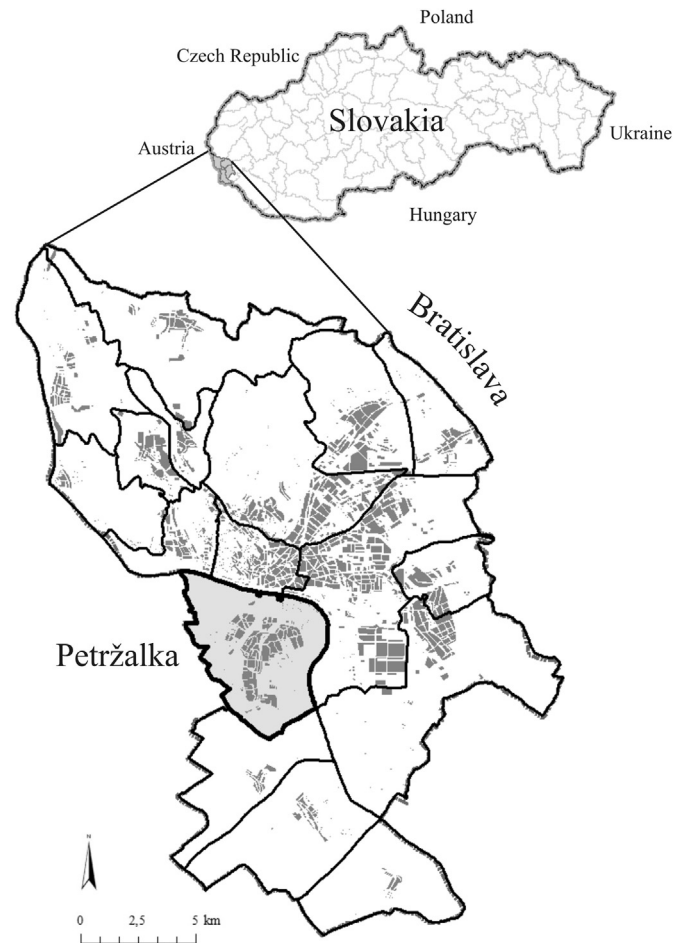 Poland
Czech Republic
Slovakia
Ukraine
Austria
Hungary
Bratislava
Petržalka
N
0 2,5 5 km